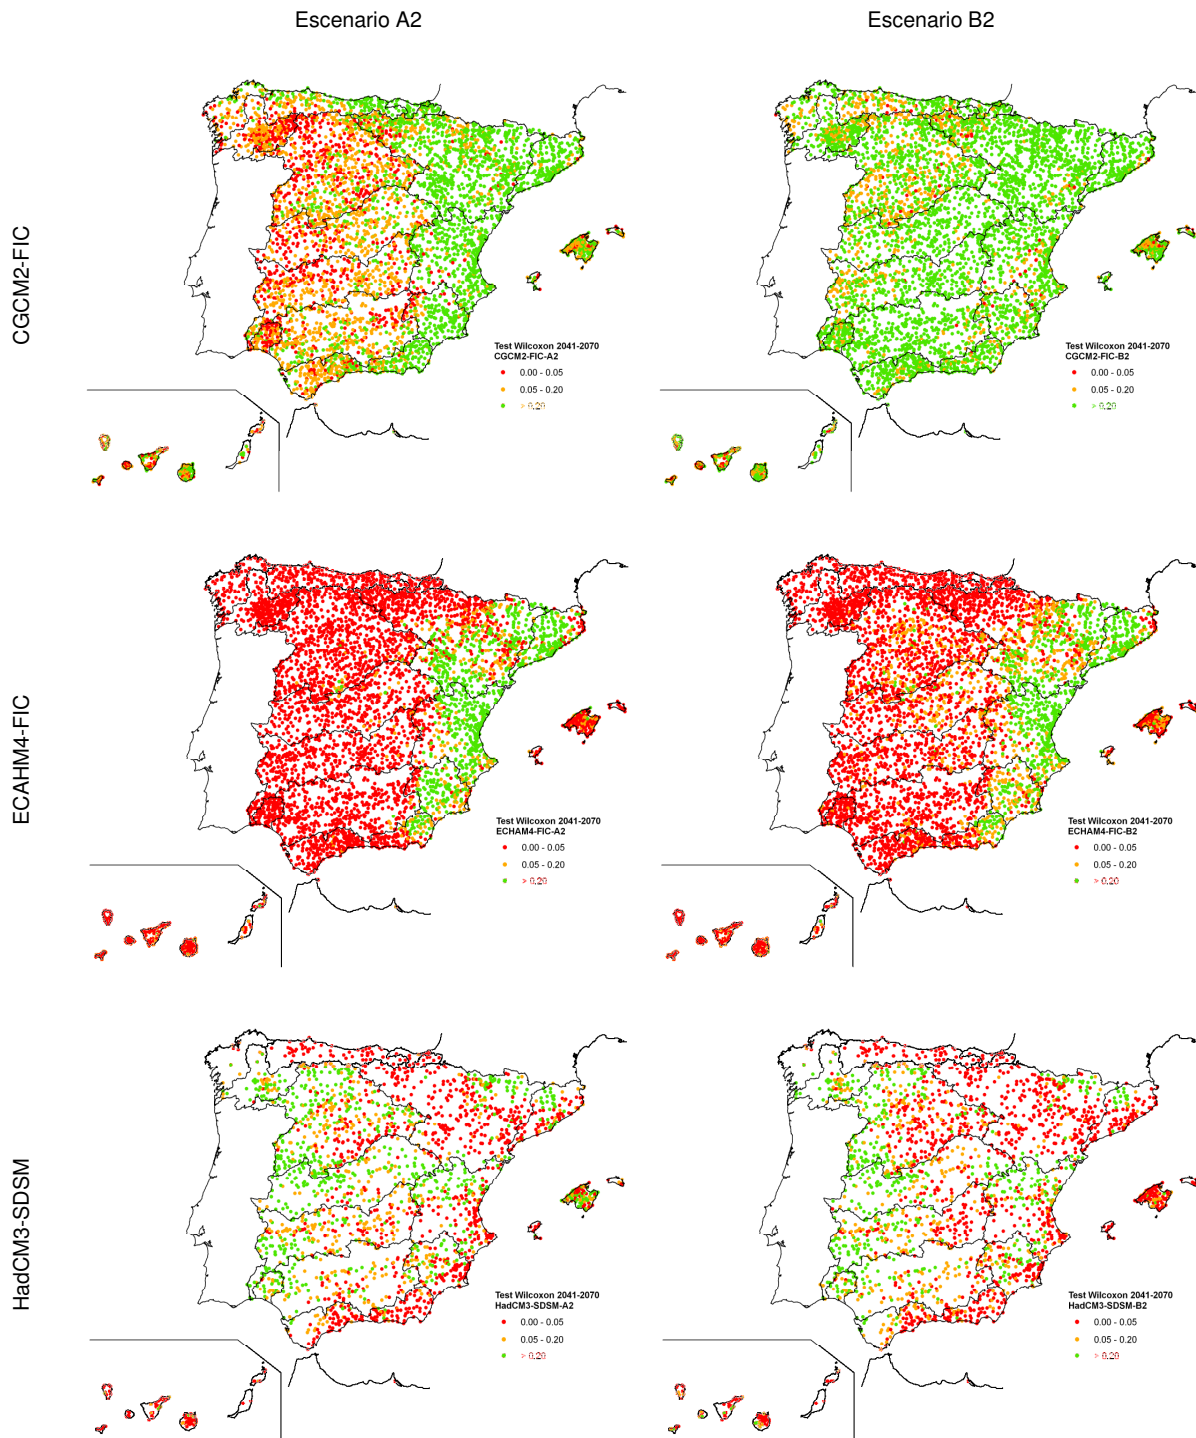 Escenario A2
Escenario B2
CGCM2-FIC
Test Wilcoxon 2041-2070
CGCM2-FIC-A2
0.00 - 0.05
0.05 - 0.20
> 0.20
Test Wilcoxon 2041-2070
CGCM2-FIC-B2
0.00 - 0.05
0.05 - 0.20
> 0.20
ECAHM4-FIC
Test Wilcoxon 2041-2070
ECHAM4-FIC-A2
0.00 - 0.05
0.05 - 0.20
> 0.20
Test Wilcoxon 2041-2070
ECHAM4-FIC-B2
0.00 - 0.05
0.05 - 0.20
> 0.20
HadCM3-SDSM
Test Wilcoxon 2041-2070
HadCM3-SDSM-A2
0.00 - 0.05
0.05 - 0.20
> 0.20
Test Wilcoxon 2041-2070
HadCM3-SDSM-B2
0.00 - 0.05
0.05 - 0.20
> 0.20